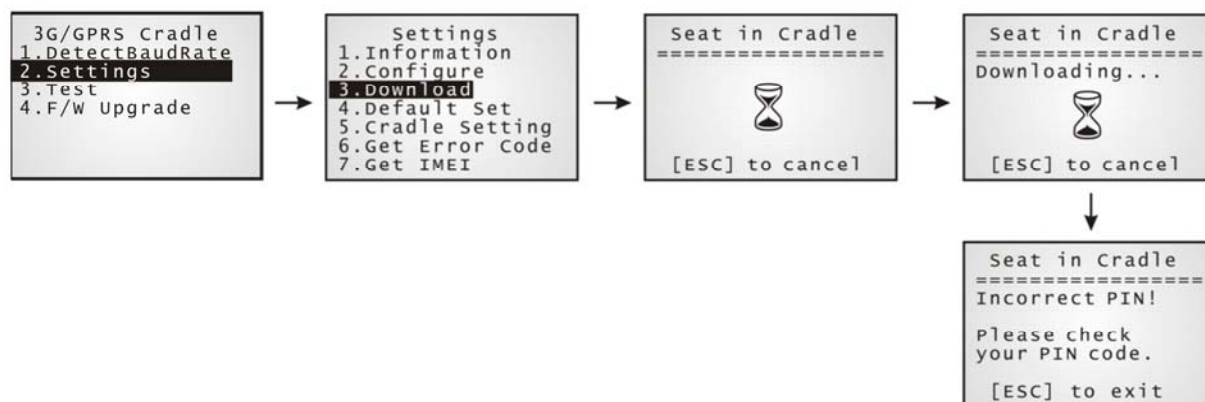 3G/GPRS Cradle
1.DetectBaudRate
2.Settings
3.Test
4.F/W Upgrade
Settings
1.Information
2.Configure
3.Download
4.Default Set
5.Cradle Setting
6.Get Error Code
7.Get IMEI
Seat in Cradle
=================
[ESC] to cancel
Seat in Cradle
=================
Downloading...
[ESC] to cancel
Seat in Cradle
=================
Incorrect PIN!
Please check
your PIN code.
[ESC] to exit